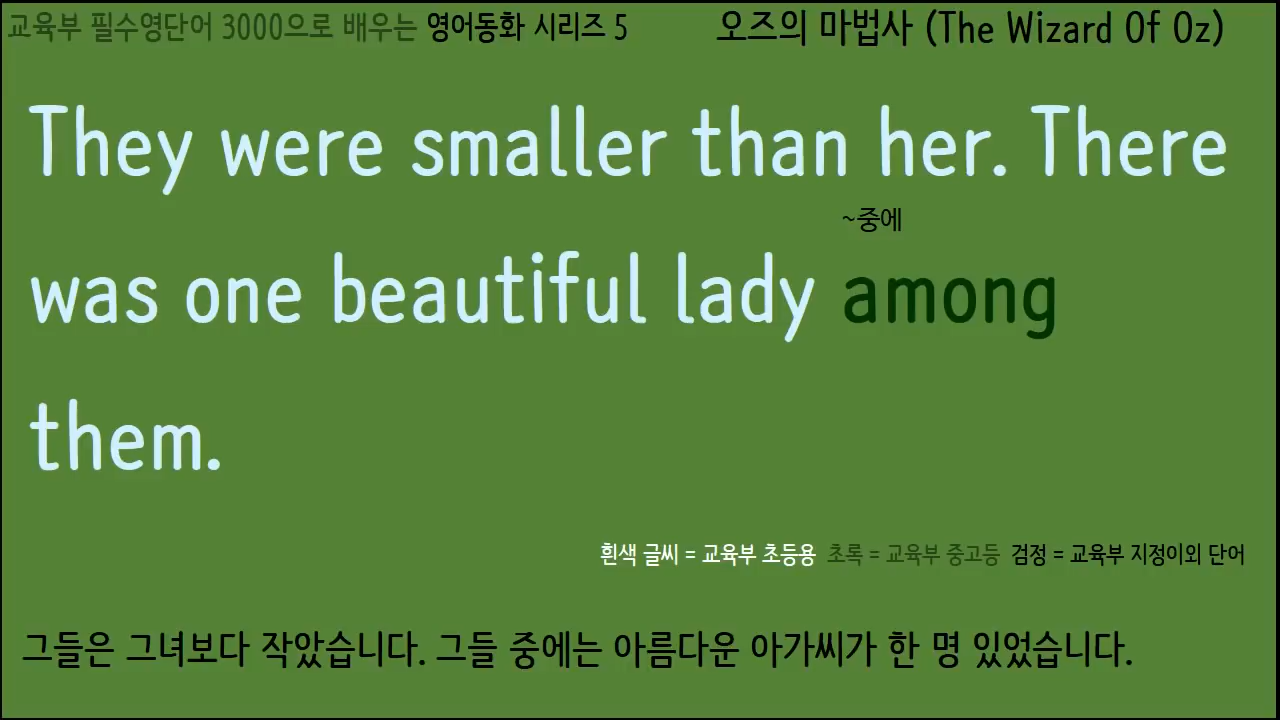 교육부 필수영단어 3000으로 배우는 영어동화 시리즈 5 오즈의 마법사 (The Wizard Of Oz)
They were smaller than her. There
~중에
was one beautiful lady among
them.
흰색 글씨 = 교육부 초등용 초록 = 교육부 중고등 검정 = 교육부 지정이외 단어
그들은 그녀보다 작았습니다. 그들 중에는 아름다운 아가씨가 한 명 있었습니다.